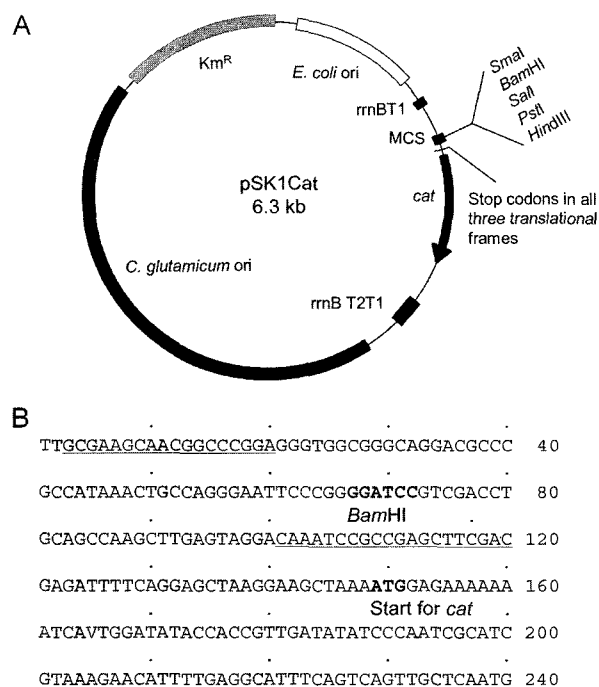 A
Km^R
E. coli ori
SmaI
BamHI
SalI
PstI
HindIII
rrnBT1
MCS
pSK1Cat
6.3 kb
cat
Stop codons in all
three translational
frames
C. glutamicum ori
rrnB T2T1
B
TTGCGAAGCAACGGCCCGGAGGGTGGCGGGCAGGACGCCC 40
GCCATAAACTGCCAGGGAATTCCCGGGGGATCCGTCGACCT 80
BamHI
GCAGCCAAGCTTGAGTAGGACAAATCCGCCGAGCTTCGAC 120
GAGATTTTCAGGAGCTAAGGAAGCTAAAATGGAGAAAAAA 160
Start for cat
ATCAVTGGATATACCACCGTTGATATATCCCAATCGCATC 200
GTAAAGAACATTTTGAGGCATTTCAGTCAGTTGCTCAATG 240